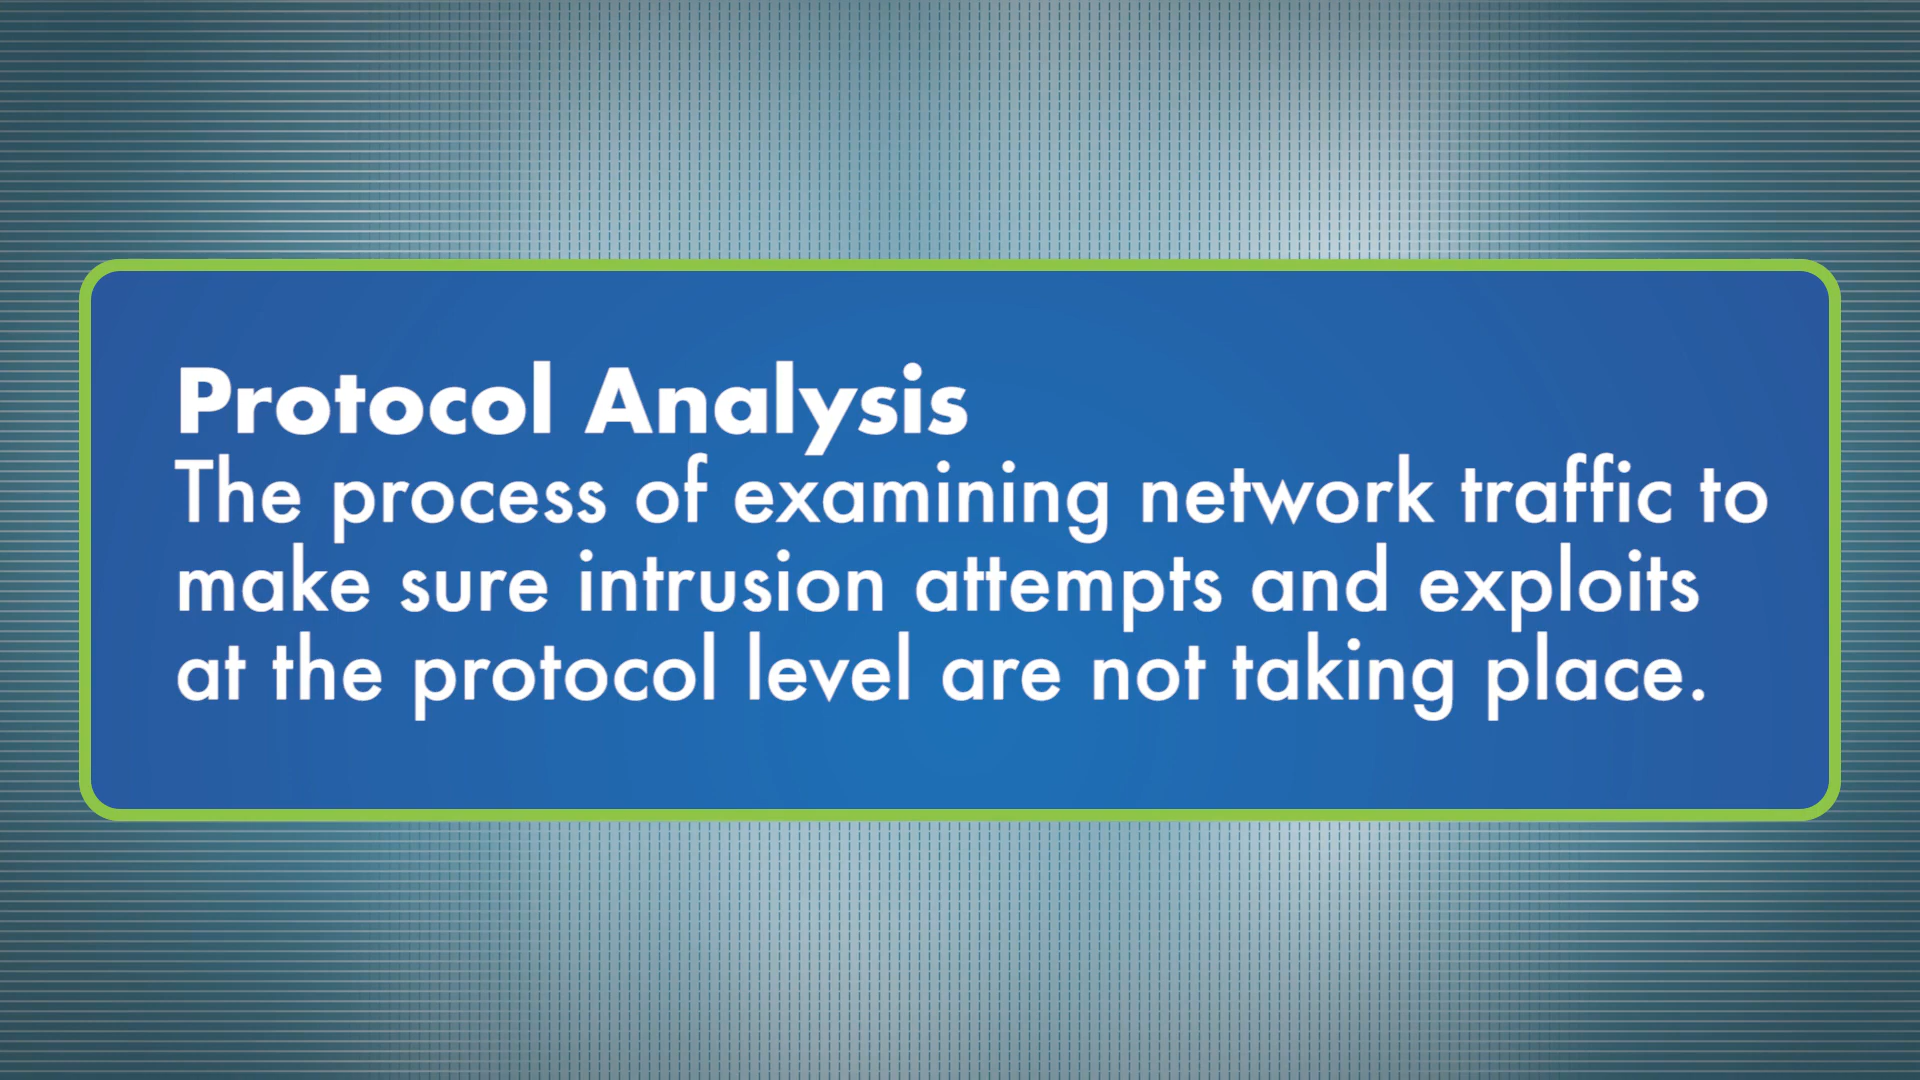 Protocol Analysis
The process of examining network traffic to
make sure intrusion attempts and exploits
at the protocol level are not taking place.